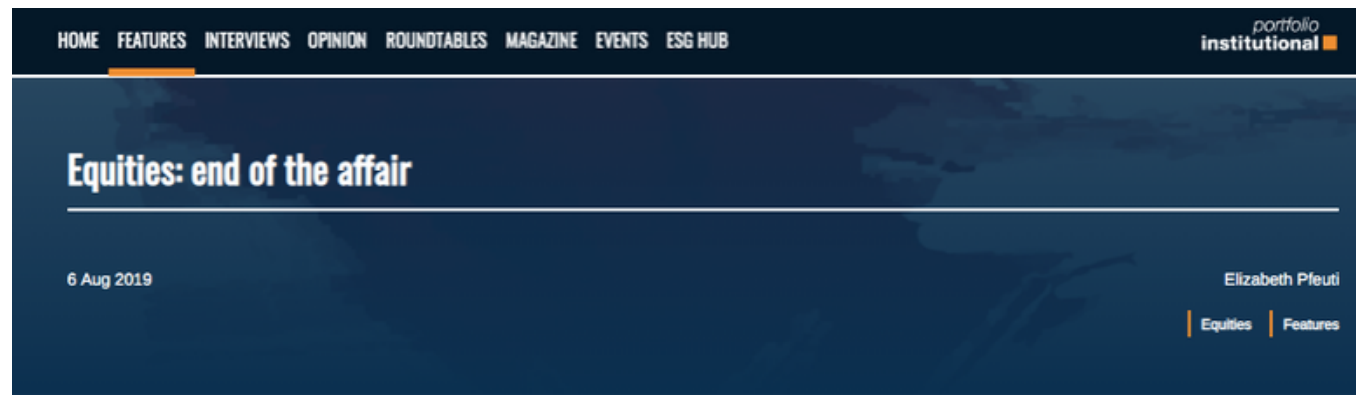 HOME FEATURES INTERVIEWS OPINION ROUNDTABLES MAGAZINE EVENTS ESG HUB
portfolio
institutional
Equities: end of the affair
6 Aug 2019
Elizabeth Pfeuti
Equities Features